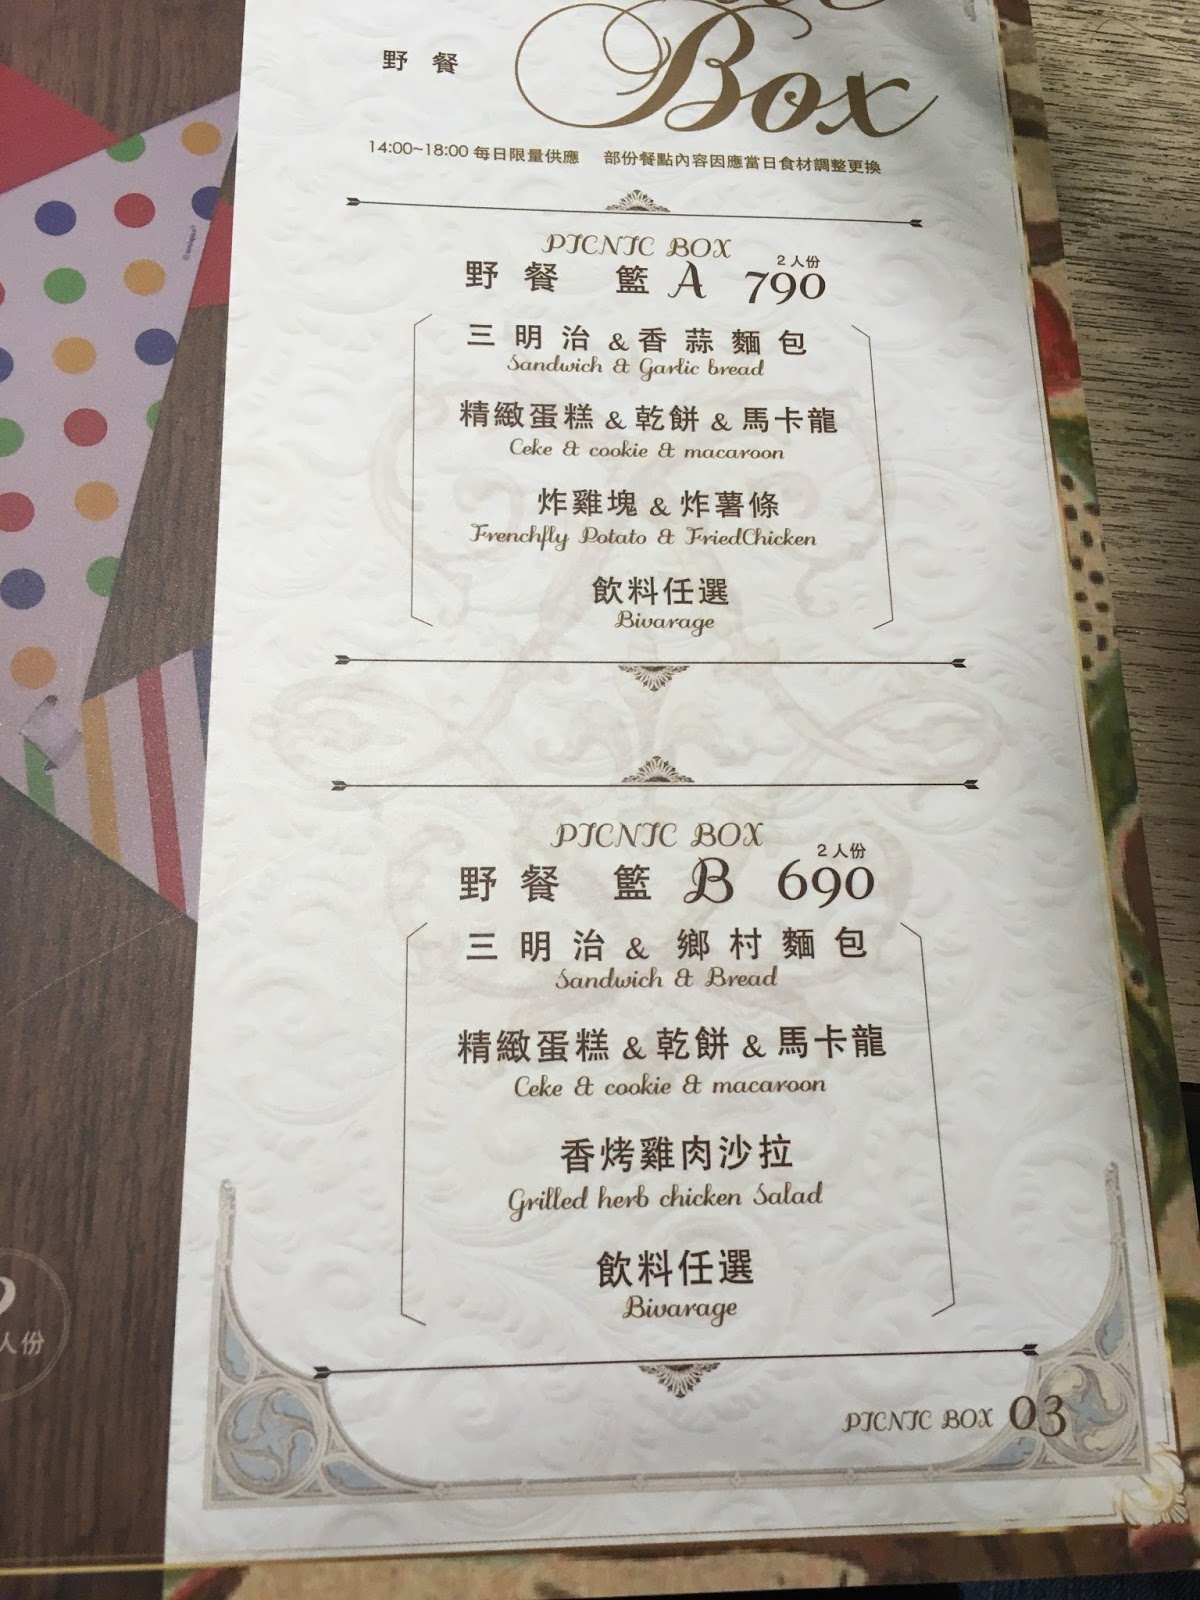 野餐
Box
14:00~18:00 每日限量供應 部份餐點內容因應當日食材調整更換
PICNIC BOX
2人份
野餐 籃 A 790
三明治 & 香蒜麵包
Sandwich & Garlic bread
精緻蛋糕 & 乾餅 & 馬卡龍
Ceke & cookie & macaroon
炸雞塊 & 炸薯條
Frenchfly Potato & FriedChicken
飲料任選
Bivarage
PICNIC BOX
2人份
野餐 籃 B 690
三明治 & 鄉村麵包
Sandwich & Bread
精緻蛋糕 & 乾餅 & 馬卡龍
Ceke & cookie & macaroon
香烤雞肉沙拉
Grilled herb chicken Salad
飲料任選
Bivarage
人份
PICNIC BOX 03